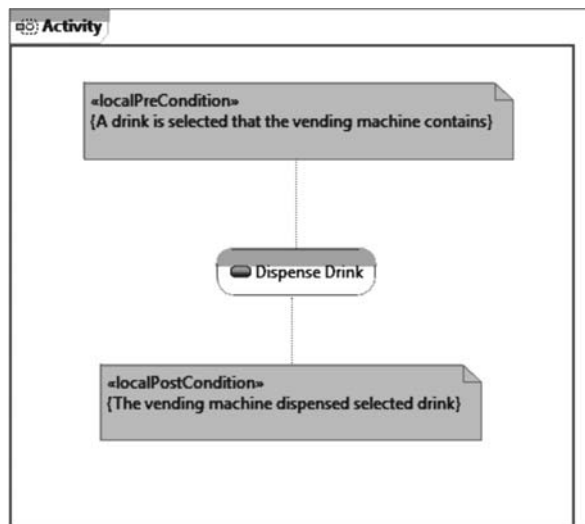 Activity
«localPreCondition»
{A drink is selected that the vending machine contains}
Dispense Drink
«localPostCondition»
{The vending machine dispensed selected drink}